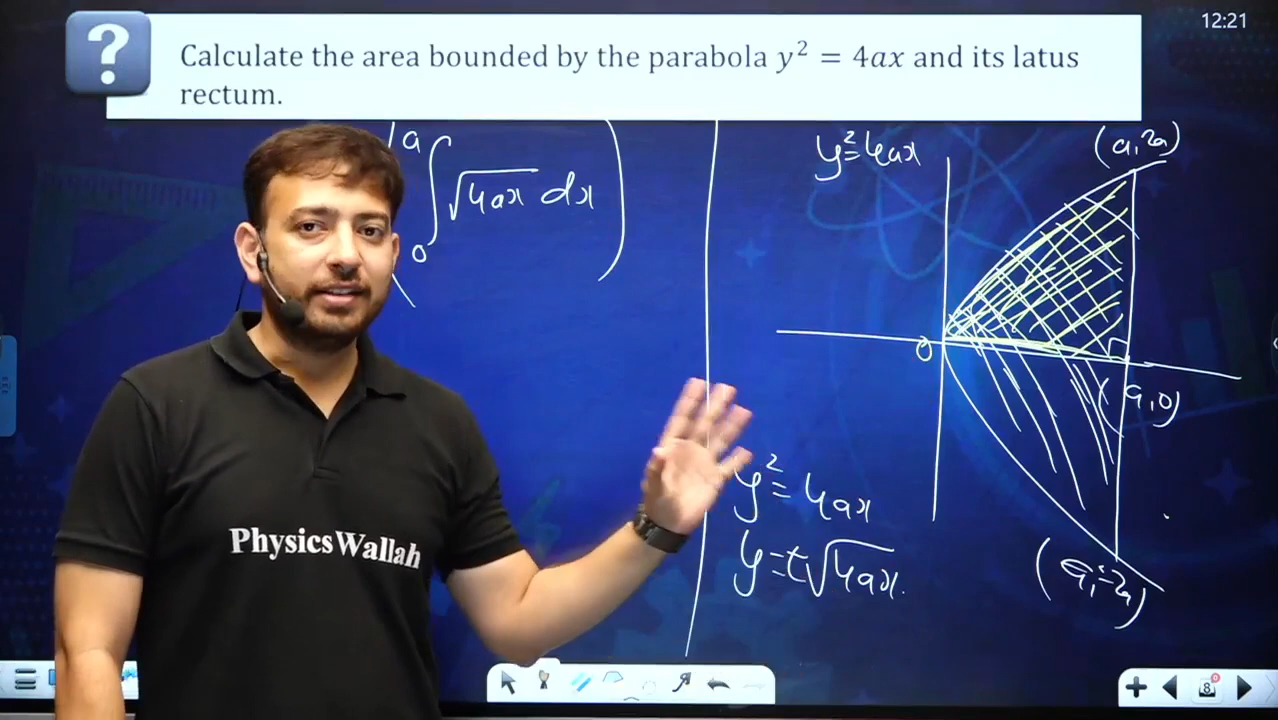 12:21
?
Calculate the area bounded by the parabola y² = 4ax and its latus
rectum.
a
∫ √4ax dx
0
y² = 4ax
(a, 2a)
0
(a, 0)
y² = 4ax
y = ±√4ax.
(a, -2a)
PhysicsWallah
8